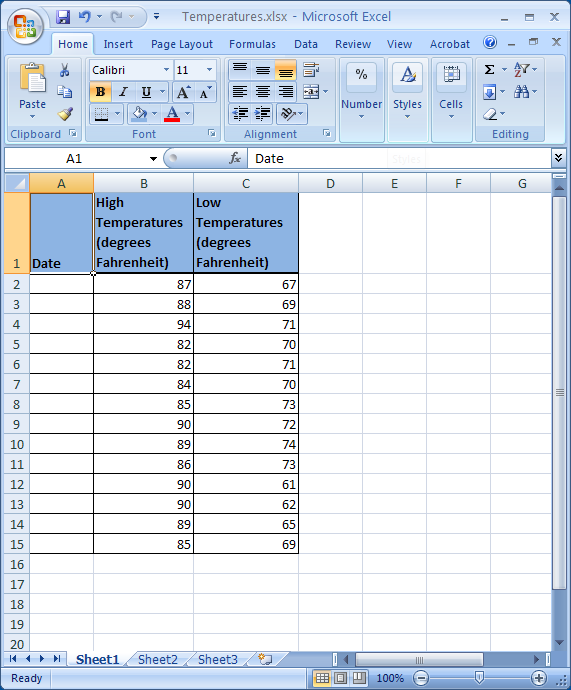 Temperatures.xlsx - Microsoft Excel
Home Insert Page Layout Formulas Data Review View Acrobat
Paste
Clipboard
Calibri 11
B I U A A
A
Font
Alignment
%
Number
A
Styles
Cells
Σ A Z
Editing
A1 fx Date
A B C D E F G
1 Date
High Temperatures (degrees Fahrenheit)
Low Temperatures (degrees Fahrenheit)
2 87 67
3 88 69
4 94 71
5 82 70
6 82 71
7 84 70
8 85 73
9 90 72
10 89 74
11 86 73
12 90 61
13 90 62
14 89 65
15 85 69
16
17
18
19
20
Sheet1 Sheet2 Sheet3
Ready 100%